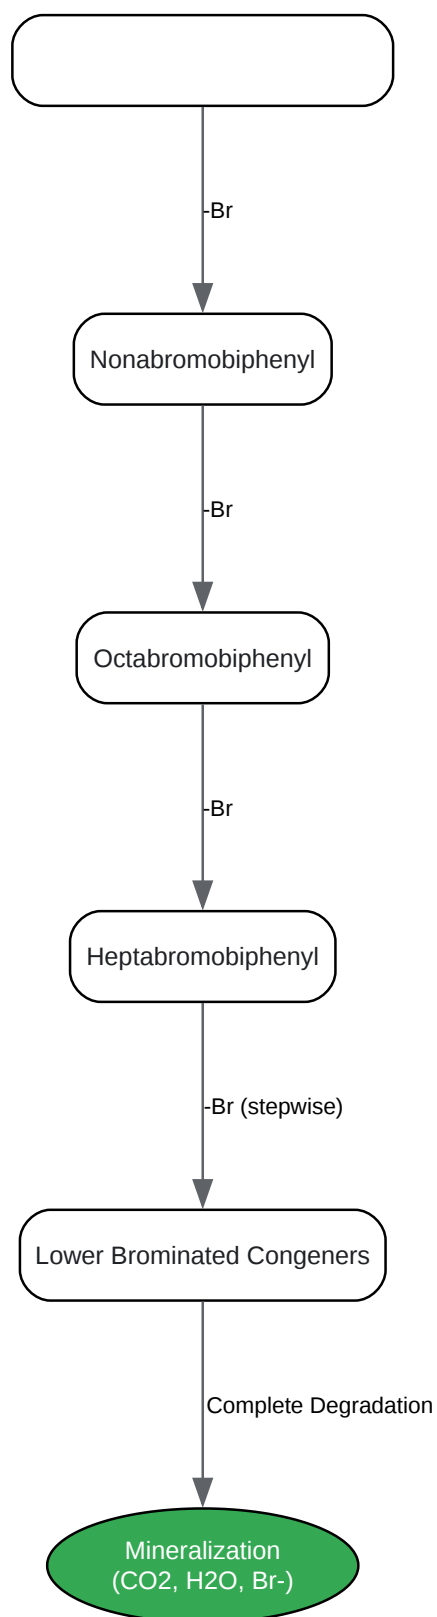 -Br
Nonabromobiphenyl
-Br
Octabromobiphenyl
-Br
Heptabromobiphenyl
-Br (stepwise)
Lower Brominated Congeners
Complete Degradation
Mineralization
(CO2, H2O, Br-)